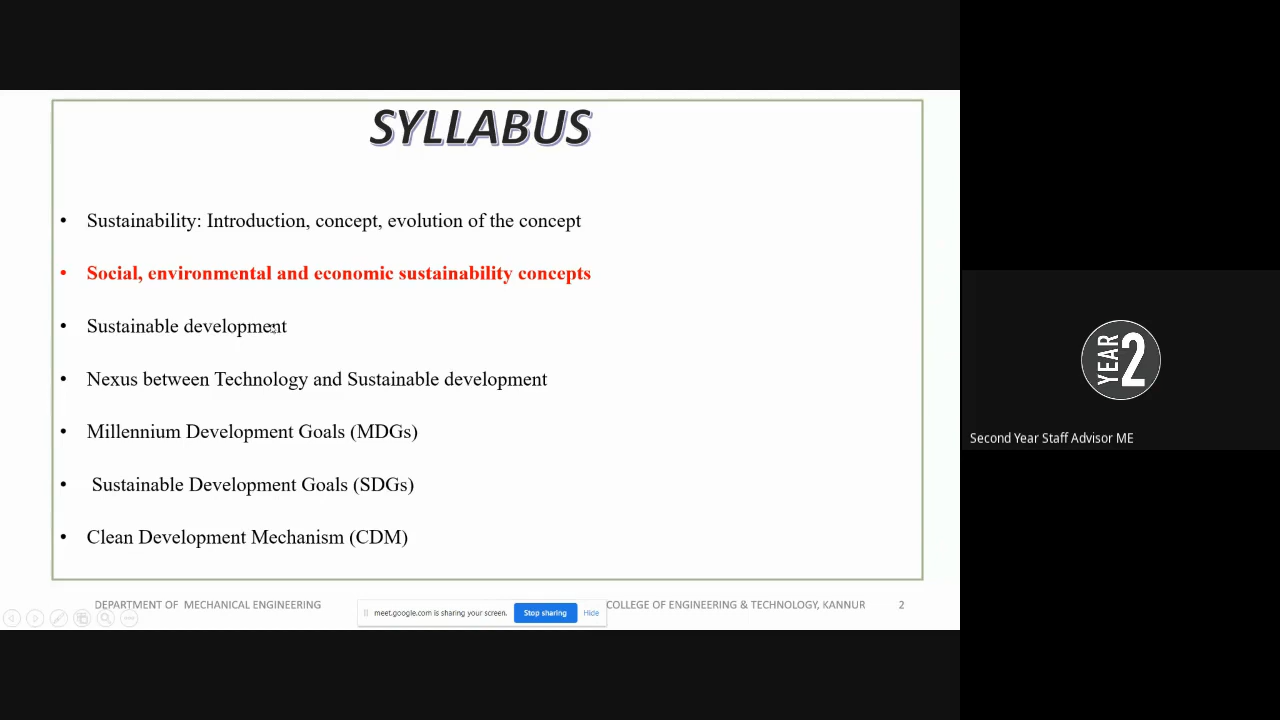 SYLLABUS
• Sustainability: Introduction, concept, evolution of the concept
• Social, environmental and economic sustainability concepts
• Sustainable development
• Nexus between Technology and Sustainable development
• Millennium Development Goals (MDGs)
• Sustainable Development Goals (SDGs)
• Clean Development Mechanism (CDM)
DEPARTMENT OF MECHANICAL ENGINEERING
meet.google.com is sharing your screen. Stop sharing Hide
COLLEGE OF ENGINEERING & TECHNOLOGY, KANNUR 2
YEAR 2
Second Year Staff Advisor ME